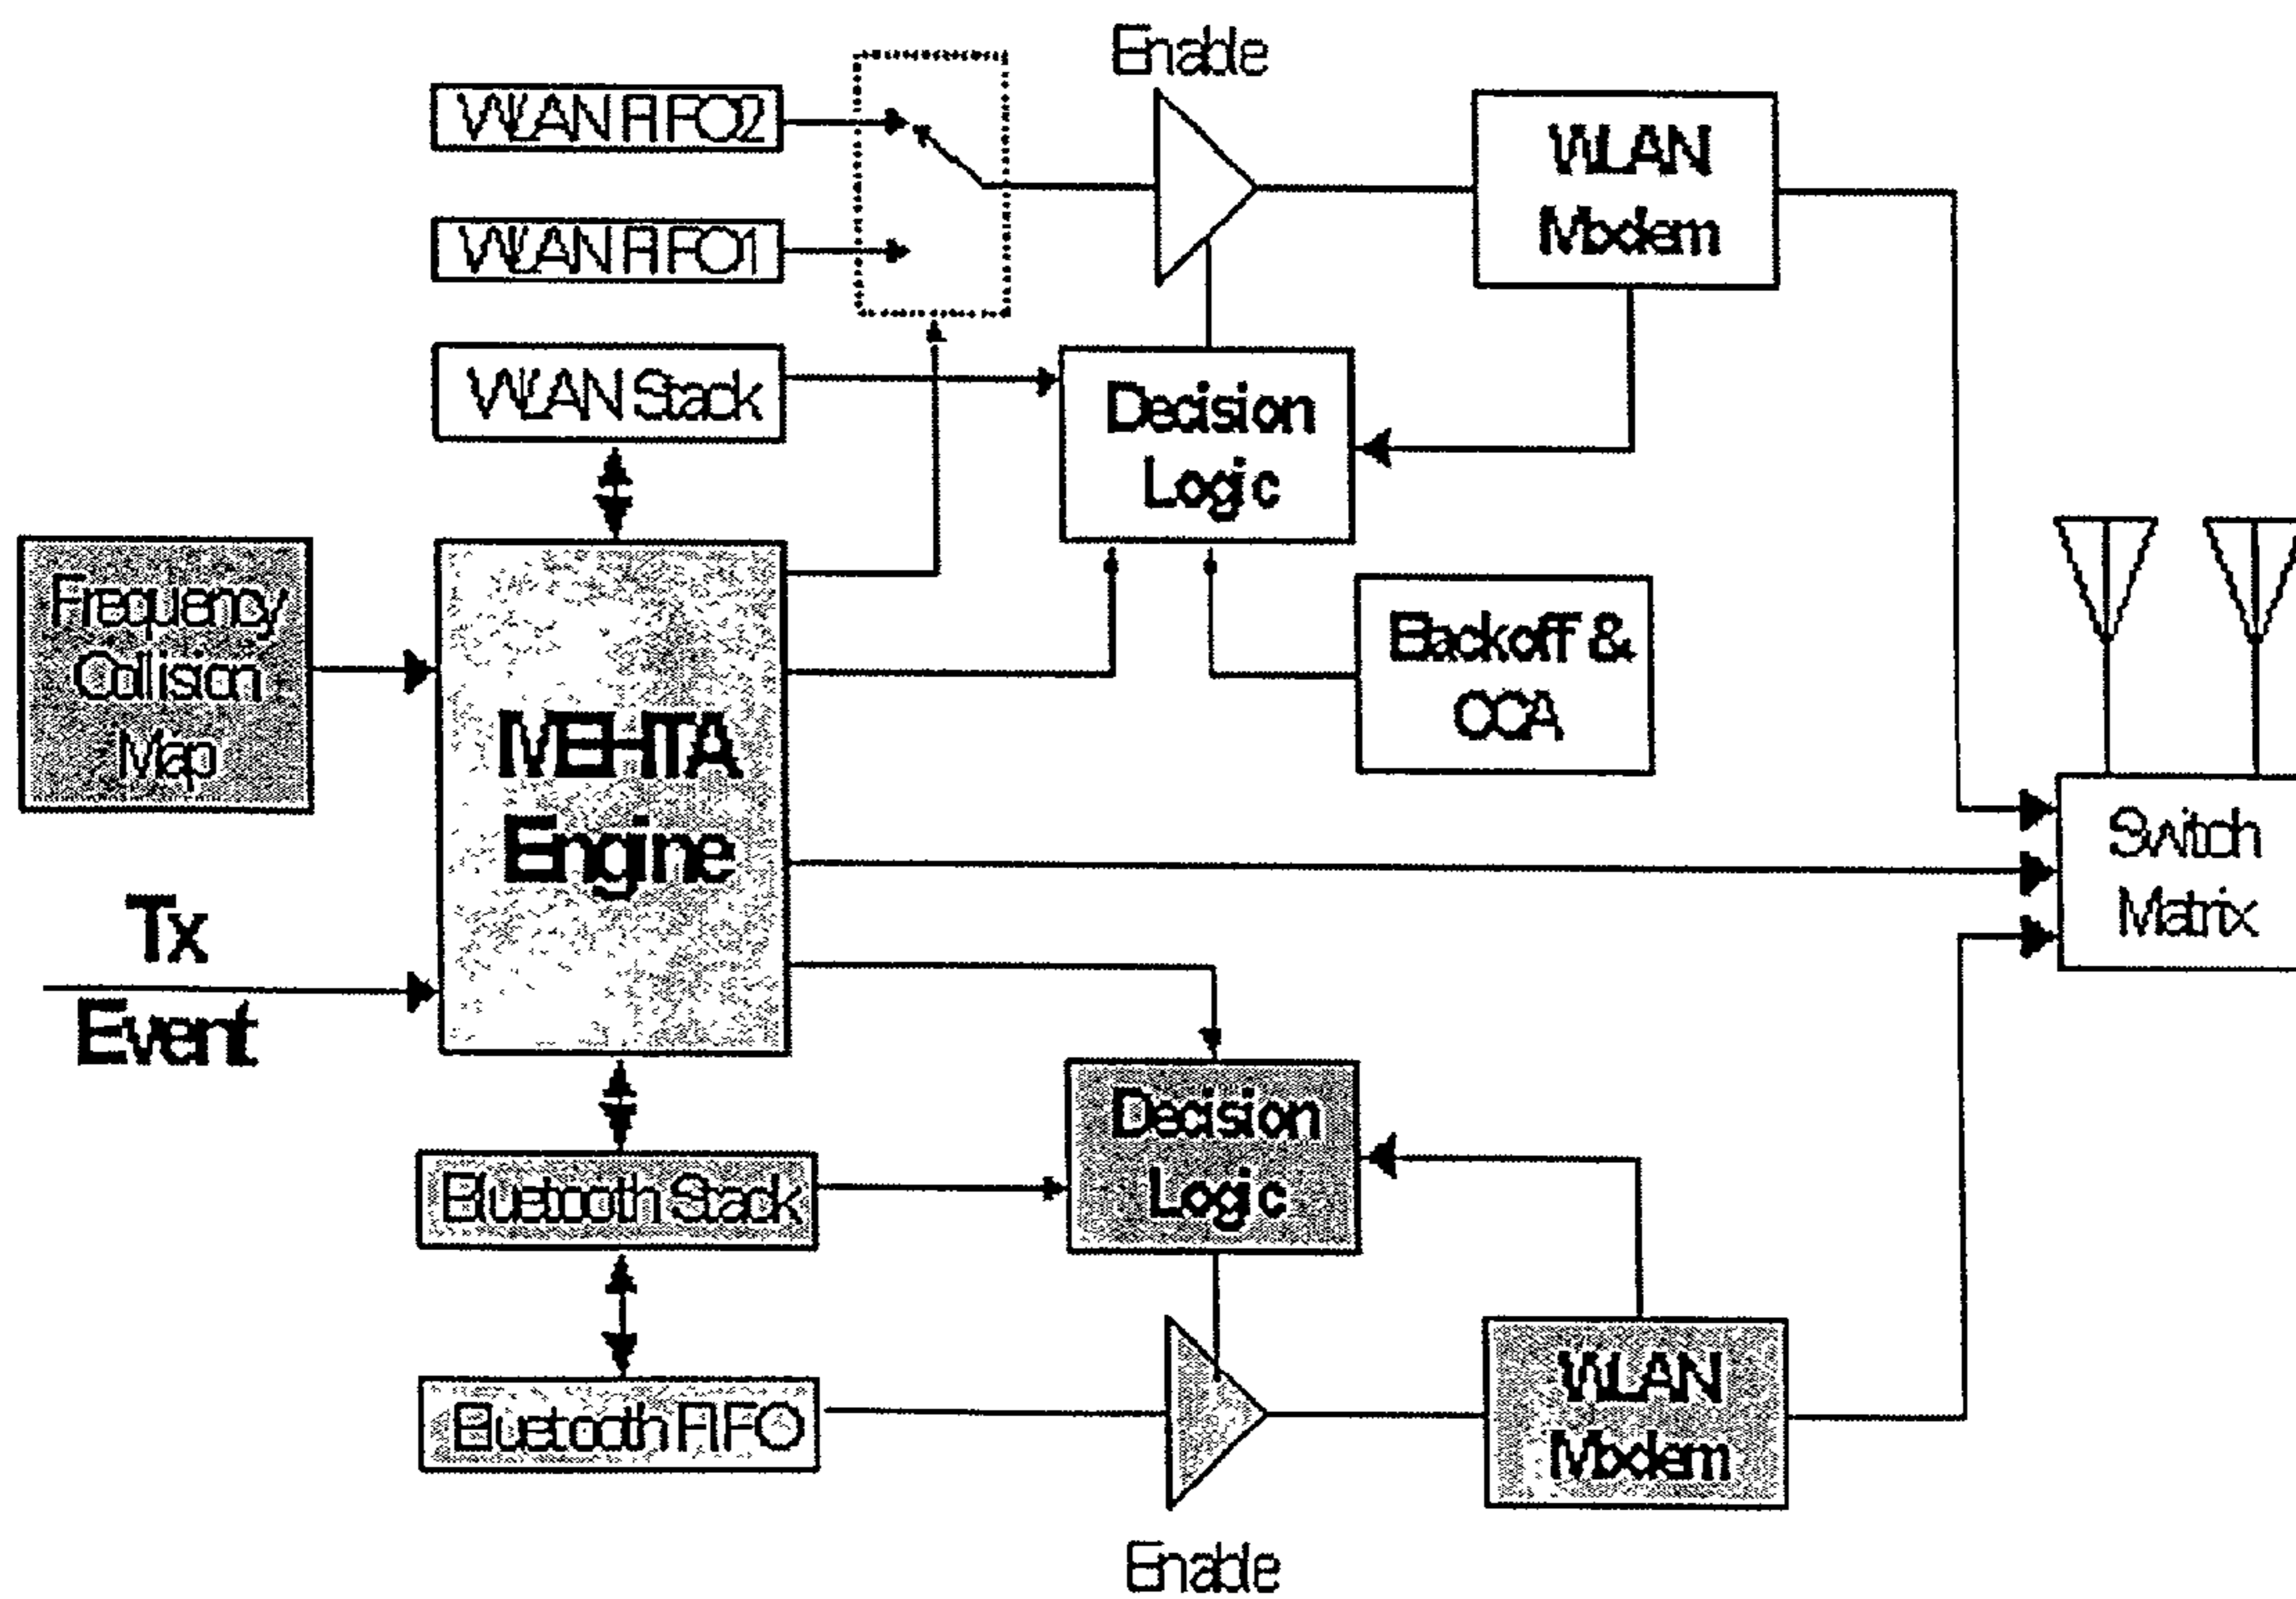 Enable
WLAN FIFO2
WLAN
Modem
WLAN FIFO1
WLAN Stack
Decision
Logic
Frequency
Collision
Map
Backoff &
CCA
MEHTA
Engine
Switch
Matrix
Tx
Event
Decision
Logic
Bluetooth Stack
WLAN
Modem
Bluetooth FIFO
Enable